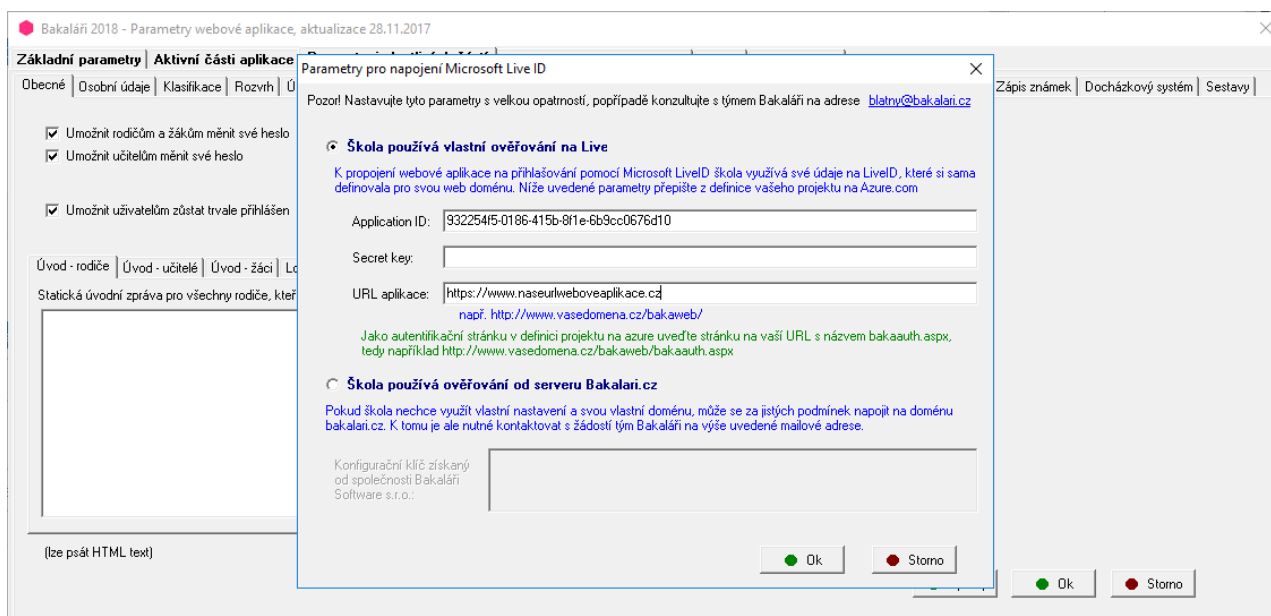 Bakaláři 2018 - Parametry webové aplikace, aktualizace 28.11.2017
Základní parametry Aktivní části aplikace
Obecné Osobní údaje Klasifikace Rozvrh Zápis známek Docházkový systém Sestavy
Umožnit rodičům a žákům měnit své heslo
Umožnit učitelům měnit své heslo
Umožnit uživatelům zůstat trvale přihlášen
Úvod - rodiče Úvod - učitelé Úvod - žáci
Statická úvodní zpráva pro všechny rodiče, kteř
(lze psát HTML text)
Parametry pro napojení Microsoft Live ID
Pozor! Nastavujte tyto parametry s velkou opatrností, popřípadě konzultujte s týmem Bakaláři na adrese blatny@bakalari.cz
Škola používá vlastní ověřování na Live
K propojení webové aplikace na přihlašování pomocí Microsoft LiveID škola využívá své údaje na LiveID, které si sama
definovala pro svou web doménu. Níže uvedené parametry přepište z definice vašeho projektu na Azure.com
Application ID: 932254f5-0186-415b-8f1e-6b9cc0676d10
Secret key:
URL aplikace: https://www.naseurlweboveaplikace.cz
např. http://www.vasedomena.cz/bakaweb/
Jako autentifikační stránku v definici projektu na azure uveďte stránku na vaší URL s názvem bakaauth.aspx,
tedy například http://www.vasedomena.cz/bakaweb/bakaauth.aspx
Škola používá ověřování od serveru Bakalari.cz
Pokud škola nechce využít vlastní nastavení a svou vlastní doménu, může se za jistých podmínek napojit na doménu
bakalari.cz. K tomu je ale nutné kontaktovat s žádostí tým Bakaláři na výše uvedené mailové adrese.
Konfigurační klíč získaný
od společnosti Bakaláři
Software s.r.o.:
Ok Storno
Ok Storno